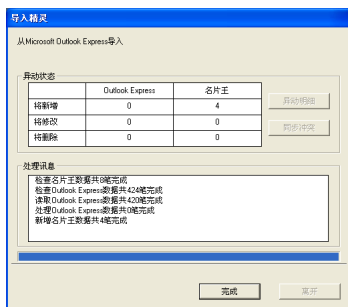 导入精灵
从Microsoft Outlook Express导入
异动状态
Outlook Express 名片王
将新增 0 4
将修改 0 0
将删除 0 0
异动明细
同步冲突
处理讯息
检查名片王数据共8笔完成
检查Outlook Express数据共424笔完成
读取Outlook Express数据共420笔完成
处理Outlook Express数据共0笔完成
新增名片王数据共4笔完成
完成 离开